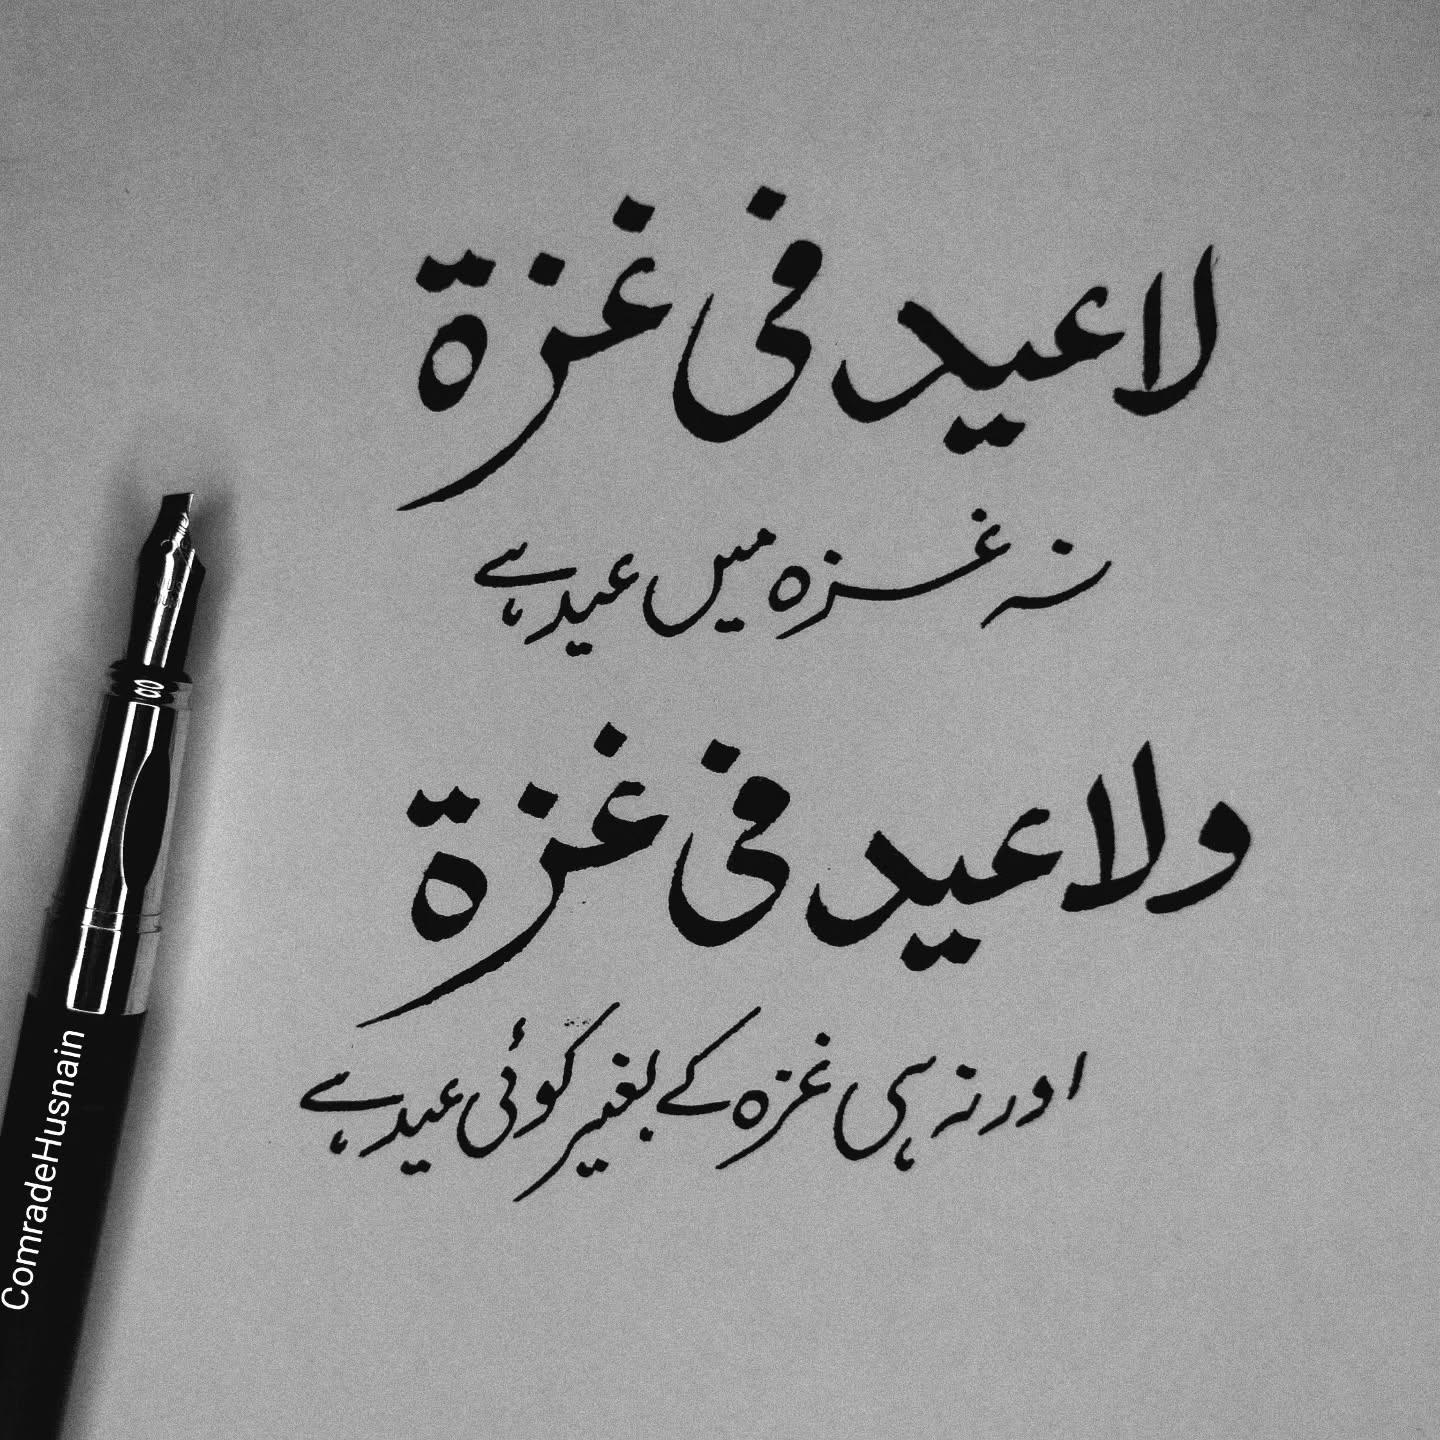 لا عید فی غزة
نہ غزہ میں عید ہے
ولا عید فی غزة
اور نہ ہی غزہ کے بغیر کوئی عید ہے
ComradeHusnain